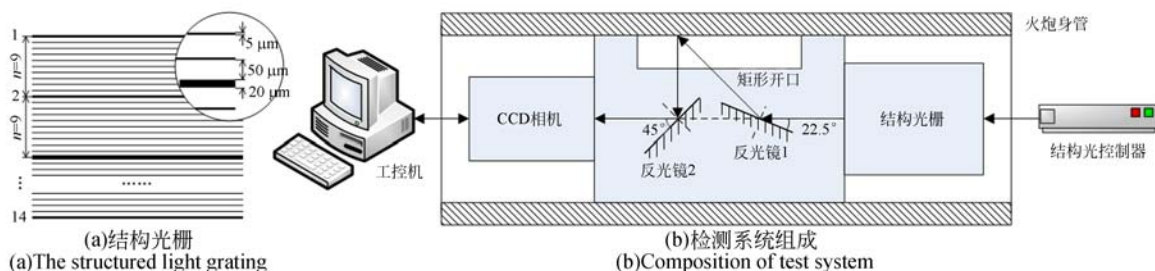 1
n=9
2
n=9
⋮
……
14
5 μm
50 μm
20 μm
(a)结构光栅
(a)The structured light grating
工控机
CCD相机
45°
反光镜2
反光镜1
矩形开口
22.5°
结构光栅
火炮身管
结构光控制器
(b)检测系统组成
(b)Composition of test system